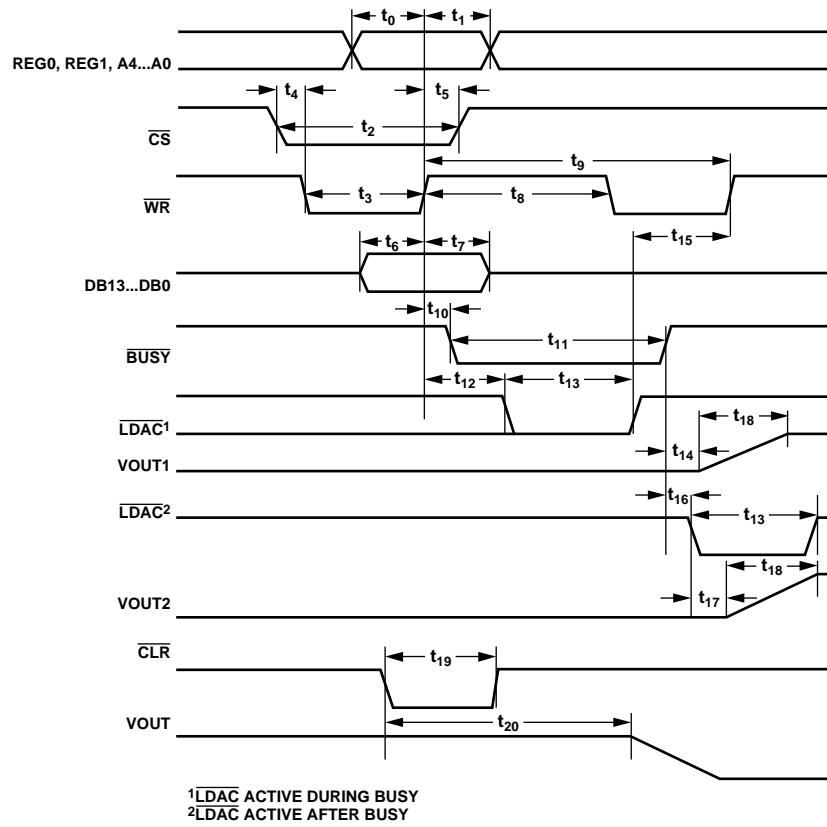 t0 t1
REG0, REG1, A4...A0
t4 t5
t2
CS
t9
t3 t8
WR
t15
t6 t7
DB13...DB0
t10
t11
BUSY
t12 t13
t18
LDAC1
t14
VOUT1
t16
LDAC2
t13
t18
t17
VOUT2
CLR
t19
VOUT
t20
1LDAC ACTIVE DURING BUSY
2LDAC ACTIVE AFTER BUSY